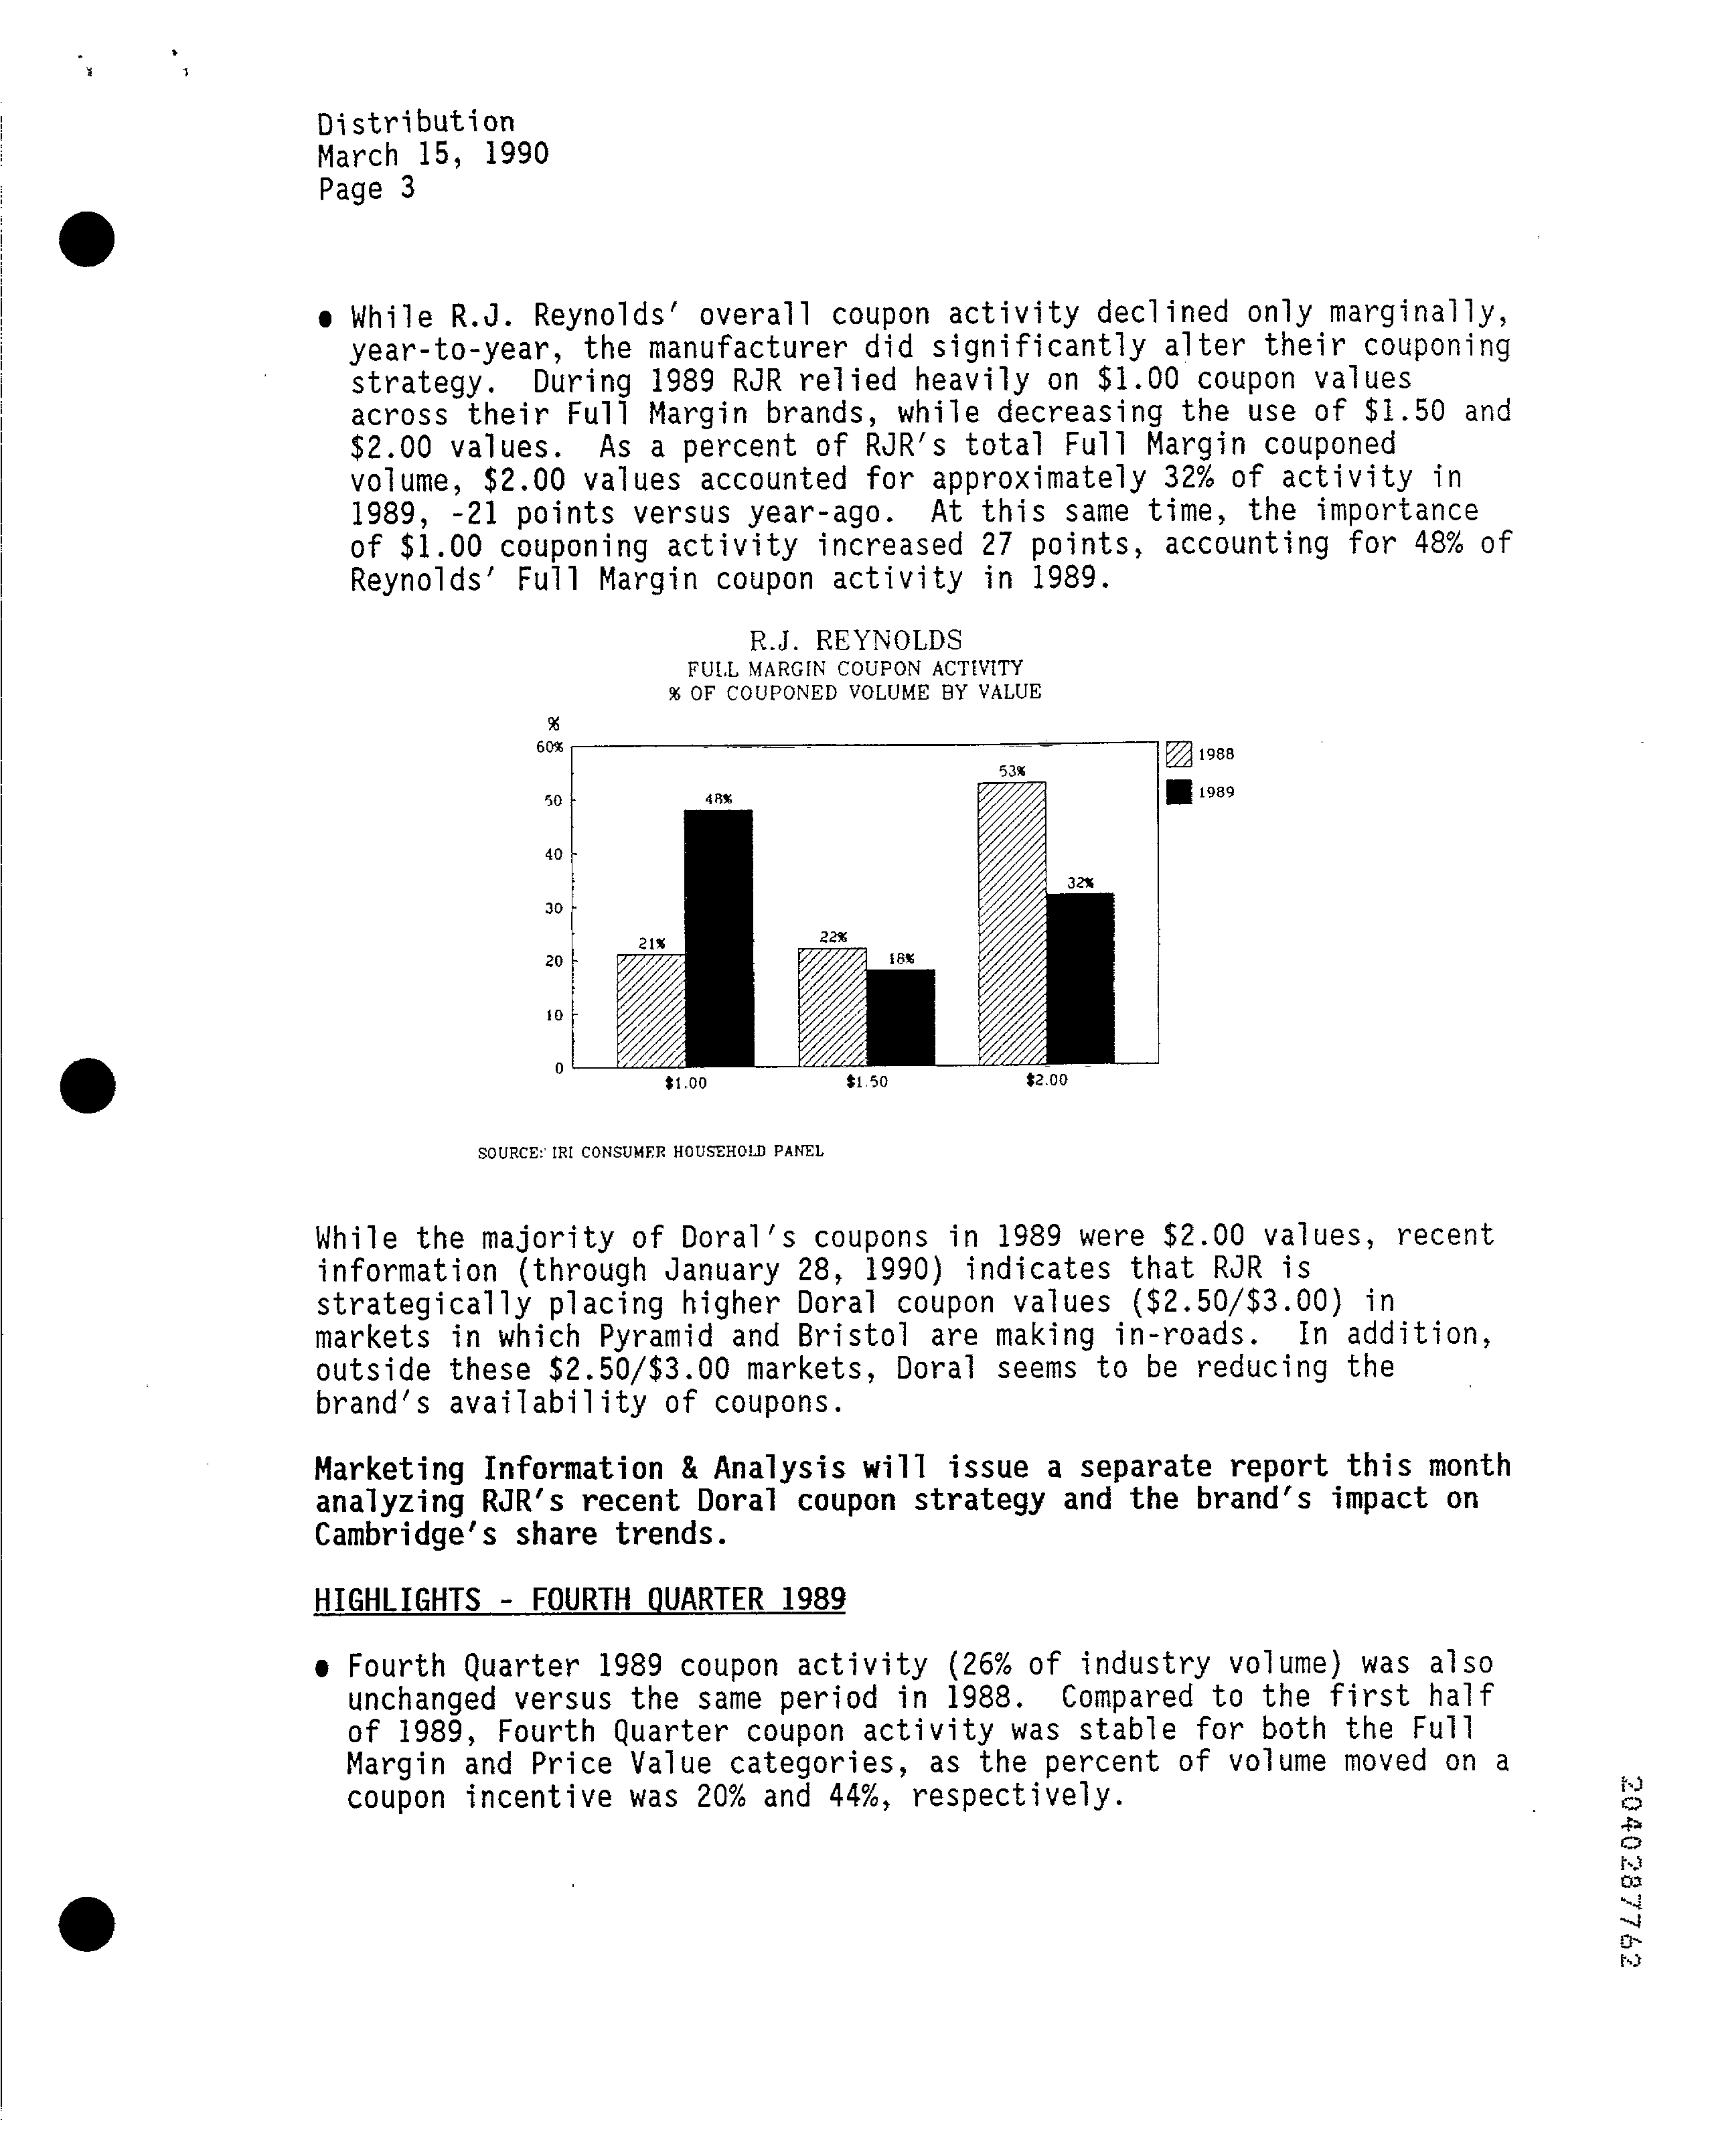 Distribution
March 15, 1990
Page 3
● While R.J. Reynolds' overall coupon activity declined only marginally,
year-to-year, the manufacturer did significantly alter their couponing
strategy. During 1989 RJR relied heavily on $1.00 coupon values
across their Full Margin brands, while decreasing the use of $1.50 and
$2.00 values. As a percent of RJR's total Full Margin couponed
volume, $2.00 values accounted for approximately 32% of activity in
1989, -21 points versus year-ago. At this same time, the importance
of $1.00 couponing activity increased 27 points, accounting for 48% of
Reynolds' Full Margin coupon activity in 1989.
R.J. REYNOLDS
FULL MARGIN COUPON ACTIVITY
% OF COUPONED VOLUME BY VALUE
%
60%
50
40
30
20
10
0
21%
48%
22%
18%
53%
32%
$1.00
$1.50
$2.00
1988
1989
SOURCE: IRI CONSUMER HOUSEHOLD PANEL
While the majority of Doral's coupons in 1989 were $2.00 values, recent
information (through January 28, 1990) indicates that RJR is
strategically placing higher Doral coupon values ($2.50/$3.00) in
markets in which Pyramid and Bristol are making in-roads. In addition,
outside these $2.50/$3.00 markets, Doral seems to be reducing the
brand's availability of coupons.
Marketing Information & Analysis will issue a separate report this month
analyzing RJR's recent Doral coupon strategy and the brand's impact on
Cambridge's share trends.
HIGHLIGHTS - FOURTH QUARTER 1989
● Fourth Quarter 1989 coupon activity (26% of industry volume) was also
unchanged versus the same period in 1988. Compared to the first half
of 1989, Fourth Quarter coupon activity was stable for both the Full
Margin and Price Value categories, as the percent of volume moved on a
coupon incentive was 20% and 44%, respectively.
2040287762